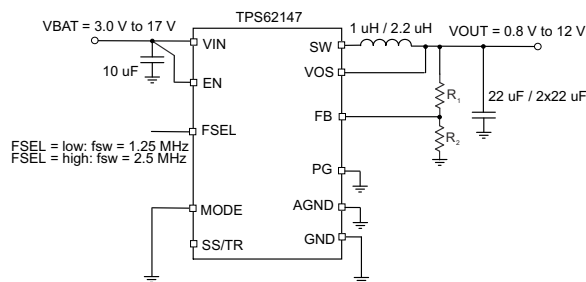 TPS62147
VBAT = 3.0 V to 17 V
1 uH / 2.2 uH
VOUT = 0.8 V to 12 V
VIN
SW
VOS
10 uF
EN
R1
22 uF / 2x22 uF
FB
FSEL
R2
FSEL = low: fsw = 1.25 MHz
FSEL = high: fsw = 2.5 MHz
PG
MODE
AGND
SS/TR
GND